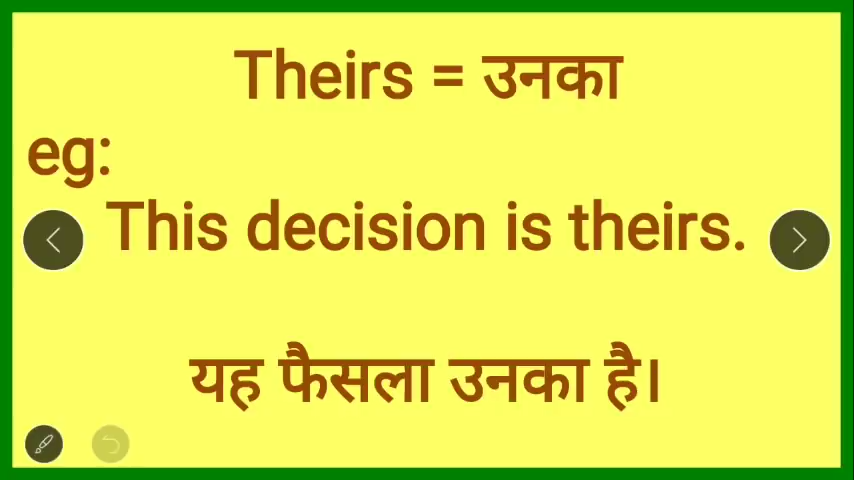 Theirs = उनका
eg:
This decision is theirs.
यह फैसला उनका है।